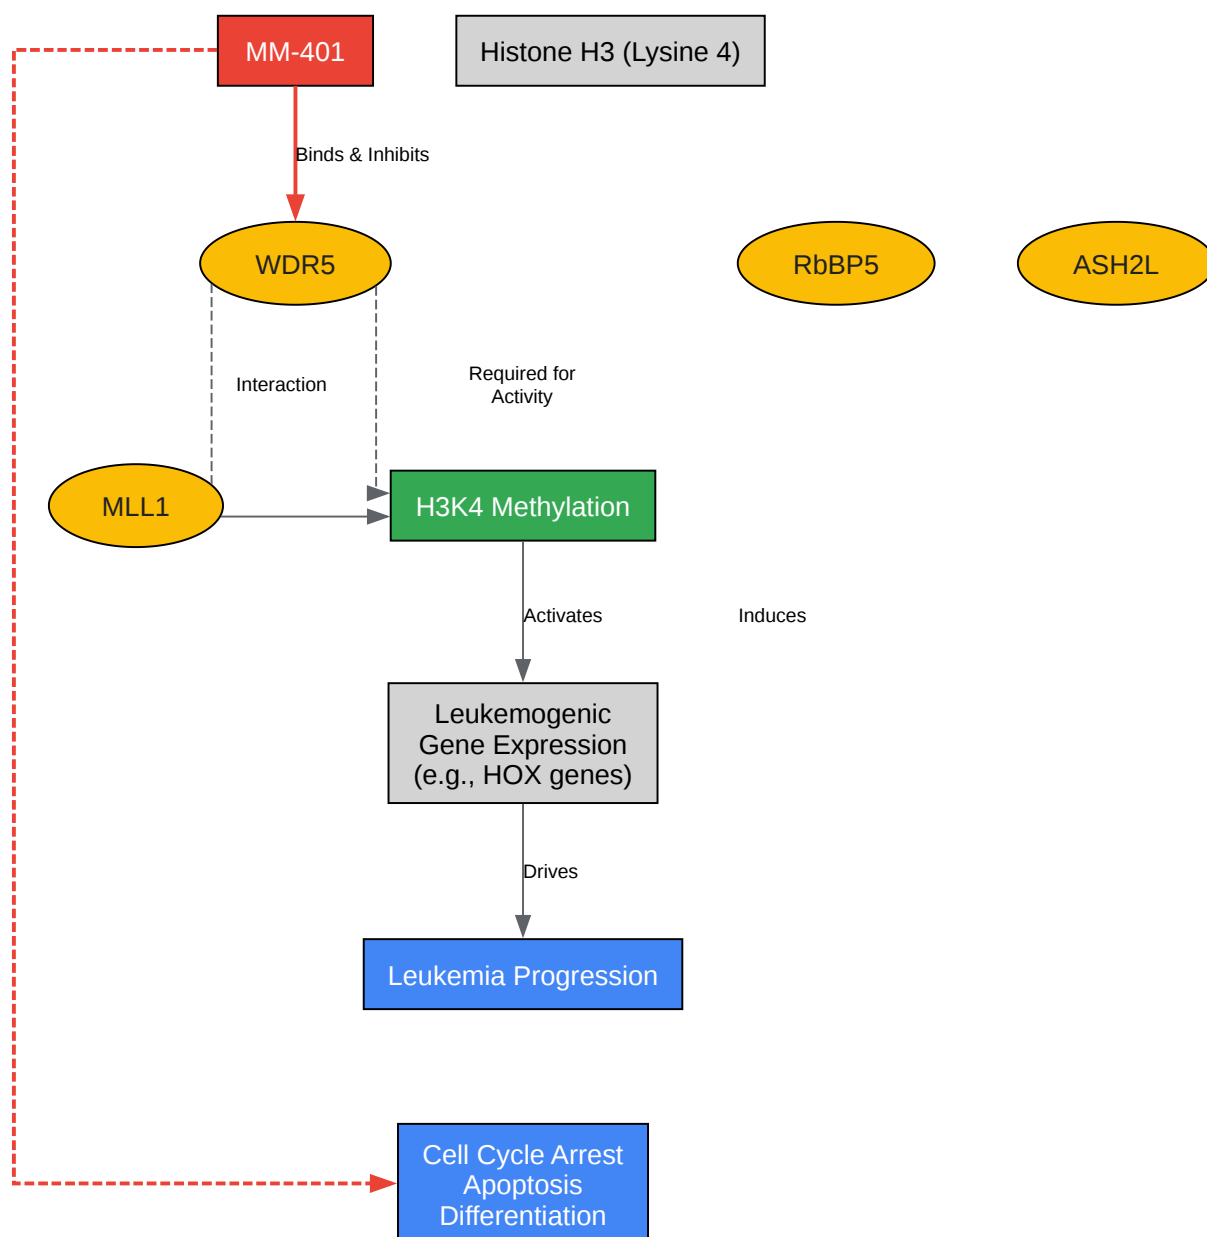 MM-401
Histone H3 (Lysine 4)
Binds & Inhibits
WDR5
RbBP5
ASH2L
Interaction
Required for
Activity
MLL1
H3K4 Methylation
Activates
Induces
Leukemogenic
Gene Expression
(e.g., HOX genes)
Drives
Leukemia Progression
Cell Cycle Arrest
Apoptosis
Differentiation